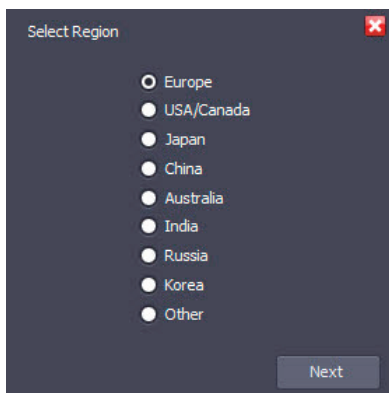 Select Region
Europe
USA/Canada
Japan
China
Australia
India
Russia
Korea
Other
Next